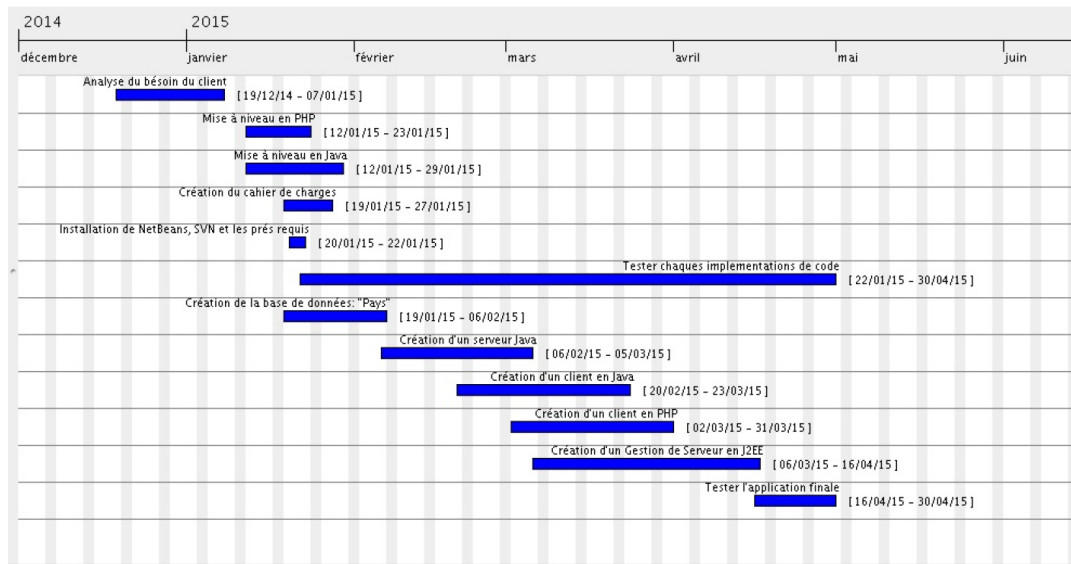 2014 2015
décembre janvier février mars avril mai juin
Analyse du bésoin du client
[19/12/14 - 07/01/15]
Mise à niveau en PHP
[12/01/15 - 23/01/15]
Mise à niveau en Java
[12/01/15 - 29/01/15]
Création du cahier de charges
[19/01/15 - 27/01/15]
Installation de NetBeans, SVN et les prés requis
[20/01/15 - 22/01/15]
Tester chaques implementations de code
[22/01/15 - 30/04/15]
Création de la base de données: "Pays"
[19/01/15 - 06/02/15]
Création d'un serveur Java
[06/02/15 - 05/03/15]
Création d'un client en Java
[20/02/15 - 23/03/15]
Création d'un client en PHP
[02/03/15 - 31/03/15]
Création d'un Gestion de Serveur en J2EE
[06/03/15 - 16/04/15]
Tester l'application finale
[16/04/15 - 30/04/15]